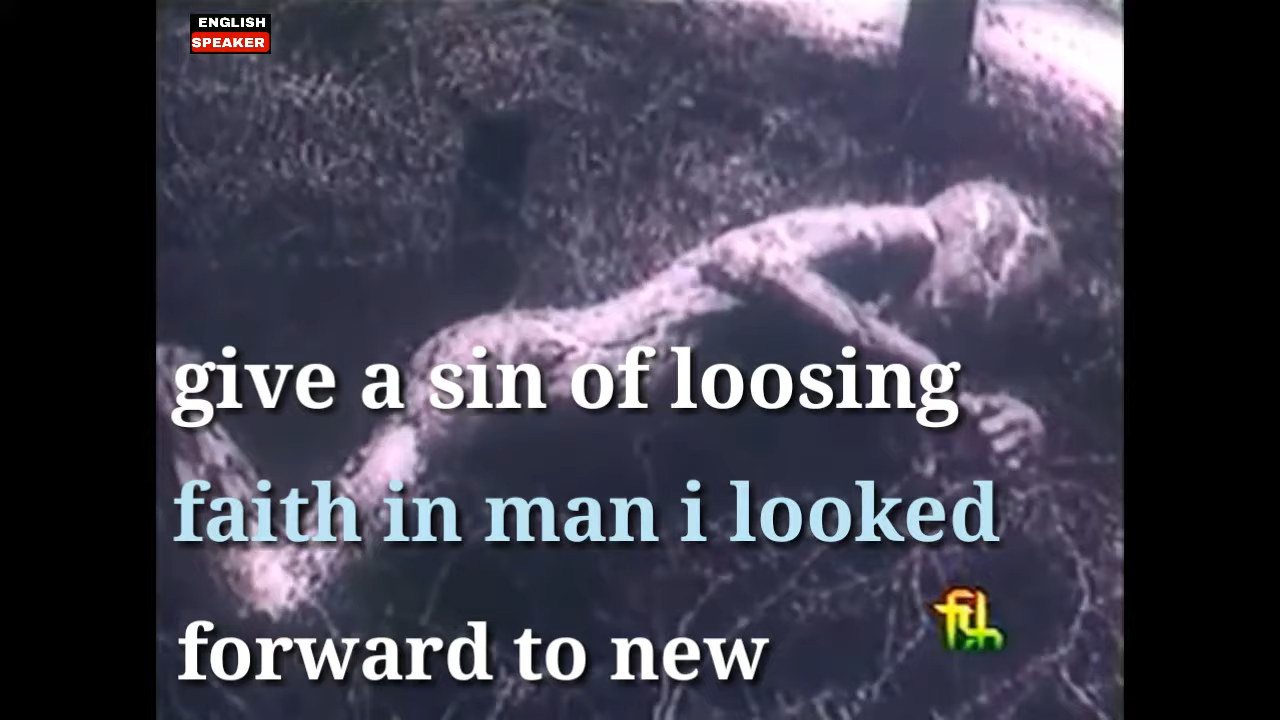 ENGLISH
SPEAKER
give a sin of loosing
faith in man i looked
forward to new